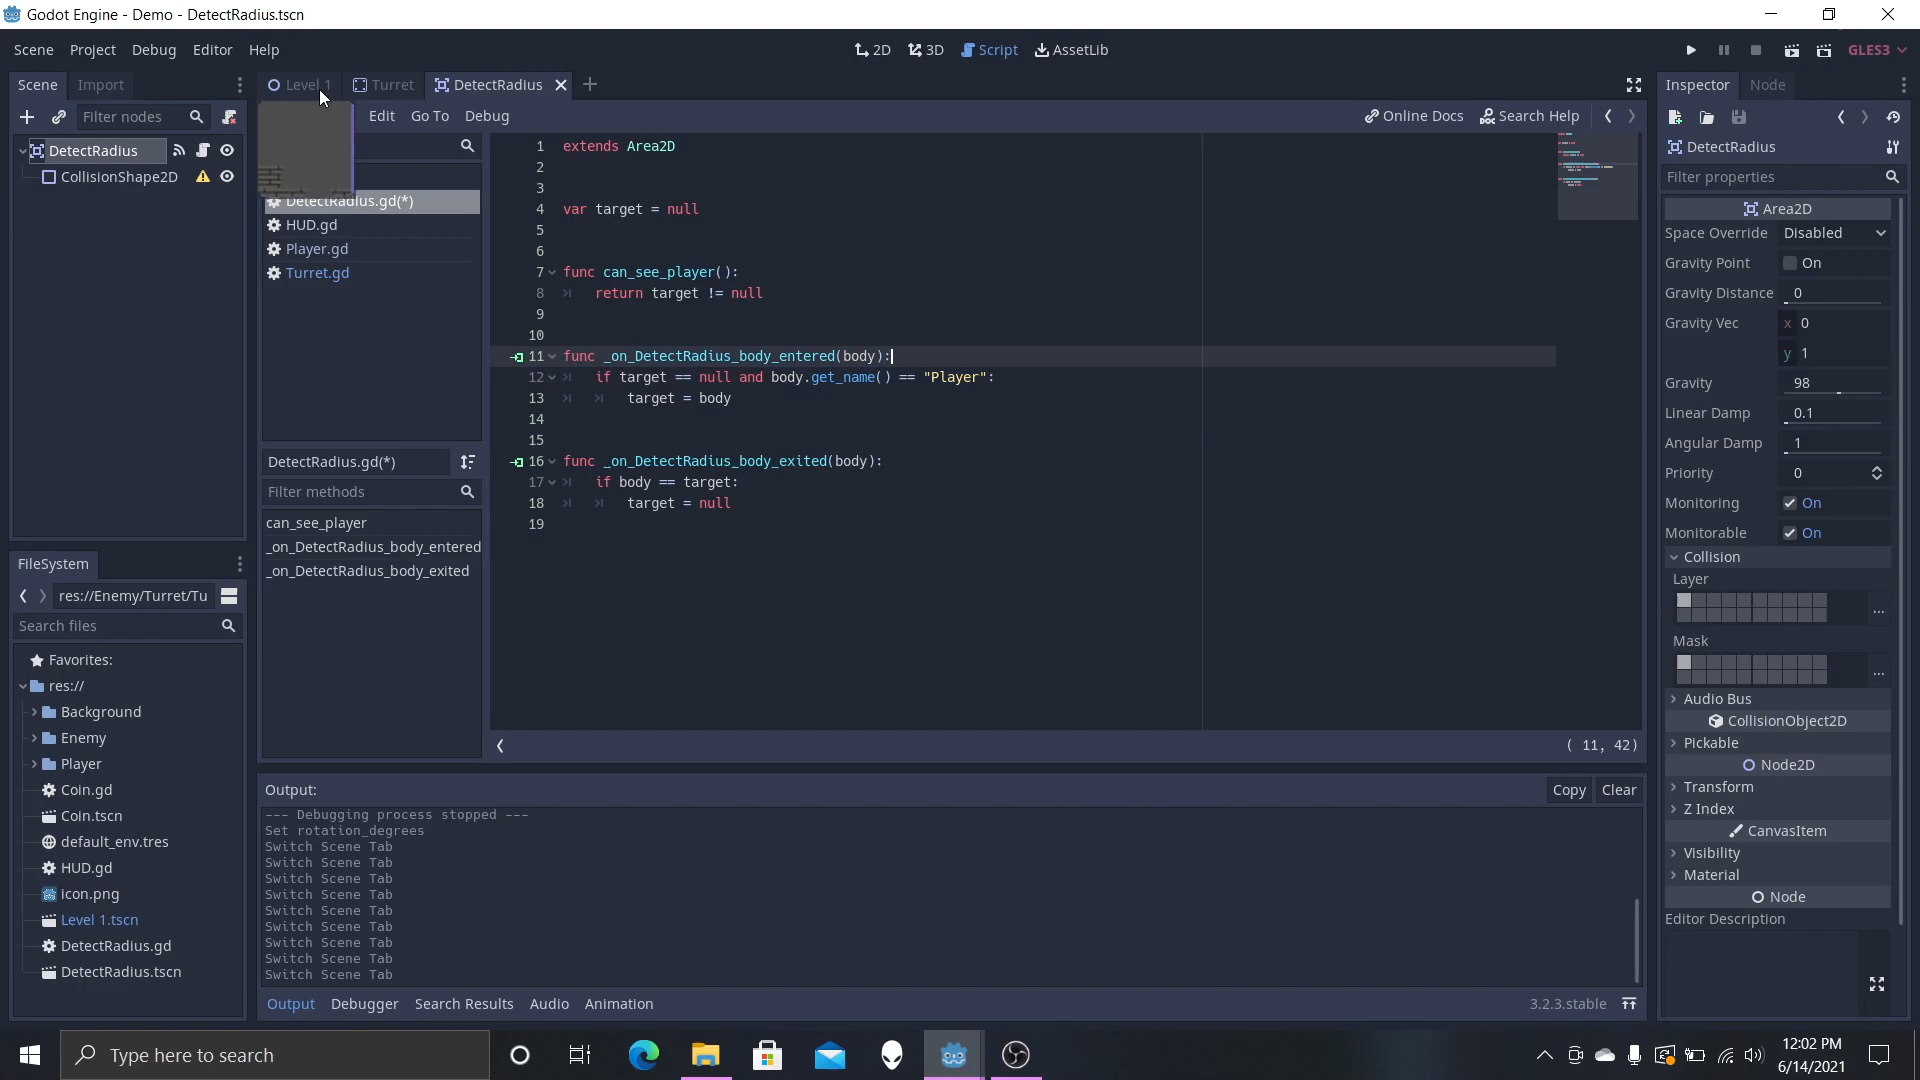 Godot Engine - Demo - DetectRadius.tscn
Scene Project Debug Editor Help
2D 3D Script AssetLib
GLES3
Scene Import
Level 1 Turret DetectRadius
Inspector Node
Filter nodes
Edit Go To Debug
Online Docs Search Help
DetectRadius
CollisionShape2D
DetectRadius.gd(*)
HUD.gd
Player.gd
Turret.gd
DetectRadius.gd(*)
Filter methods
can_see_player
_on_DetectRadius_body_entered
_on_DetectRadius_body_exited
1 extends Area2D
2
3
4 var target = null
5
6
7 func can_see_player():
8 return target != null
9
10
11 func _on_DetectRadius_body_entered(body):
12 if target == null and body.get_name() == "Player":
13 target = body
14
15
16 func _on_DetectRadius_body_exited(body):
17 if body == target:
18 target = null
19
( 11, 42)
FileSystem
res://Enemy/Turret/Tu
Search files
Favorites:
res://
Background
Enemy
Player
Coin.gd
Coin.tscn
default_env.tres
HUD.gd
icon.png
Level 1.tscn
DetectRadius.gd
DetectRadius.tscn
Output:
Copy Clear
--- Debugging process stopped ---
Set rotation_degrees
Switch Scene Tab
Switch Scene Tab
Switch Scene Tab
Switch Scene Tab
Switch Scene Tab
Switch Scene Tab
Switch Scene Tab
Switch Scene Tab
Switch Scene Tab
Output Debugger Search Results Audio Animation
3.2.3.stable
DetectRadius
Filter properties
Area2D
Space Override Disabled
Gravity Point On
Gravity Distance 0
Gravity Vec x 0
y 1
Gravity 98
Linear Damp 0.1
Angular Damp 1
Priority 0
Monitoring On
Monitorable On
Collision
Layer
...
Mask
...
Audio Bus
CollisionObject2D
Pickable
Node2D
Transform
Z Index
CanvasItem
Visibility
Material
Node
Editor Description
Type here to search
12:02 PM
6/14/2021